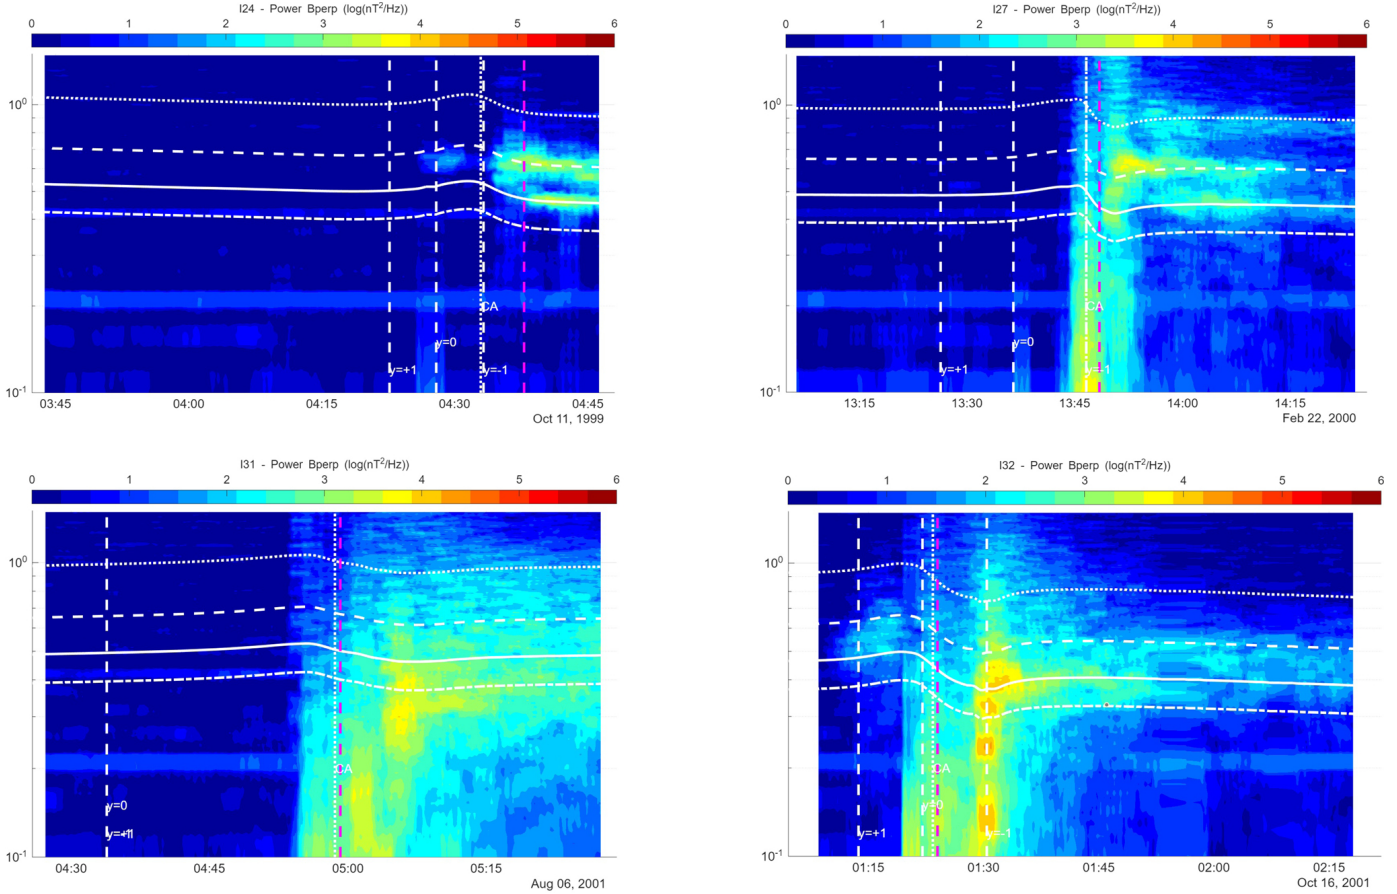 I24 - Power Bperp (log(nT²/Hz))
0 1 2 3 4 5 6
10⁰
10⁻¹
CA
y=0
y=+1
y=-1
03:45 04:00 04:15 04:30 04:45
Oct 11, 1999
I27 - Power Bperp (log(nT²/Hz))
0 1 2 3 4 5 6
10⁰
10⁻¹
CA
y=0
y=+1
13:15 13:30 13:45 14:00 14:15
Feb 22, 2000
I31 - Power Bperp (log(nT²/Hz))
0 1 2 3 4 5 6
10⁰
10⁻¹
CA
y=0
04:30 04:45 05:00 05:15
Aug 06, 2001
I32 - Power Bperp (log(nT²/Hz))
0 1 2 3 4 5 6
10⁰
10⁻¹
CA
y=0
y=+1
y=-1
01:15 01:30 01:45 02:00 02:15
Oct 16, 2001